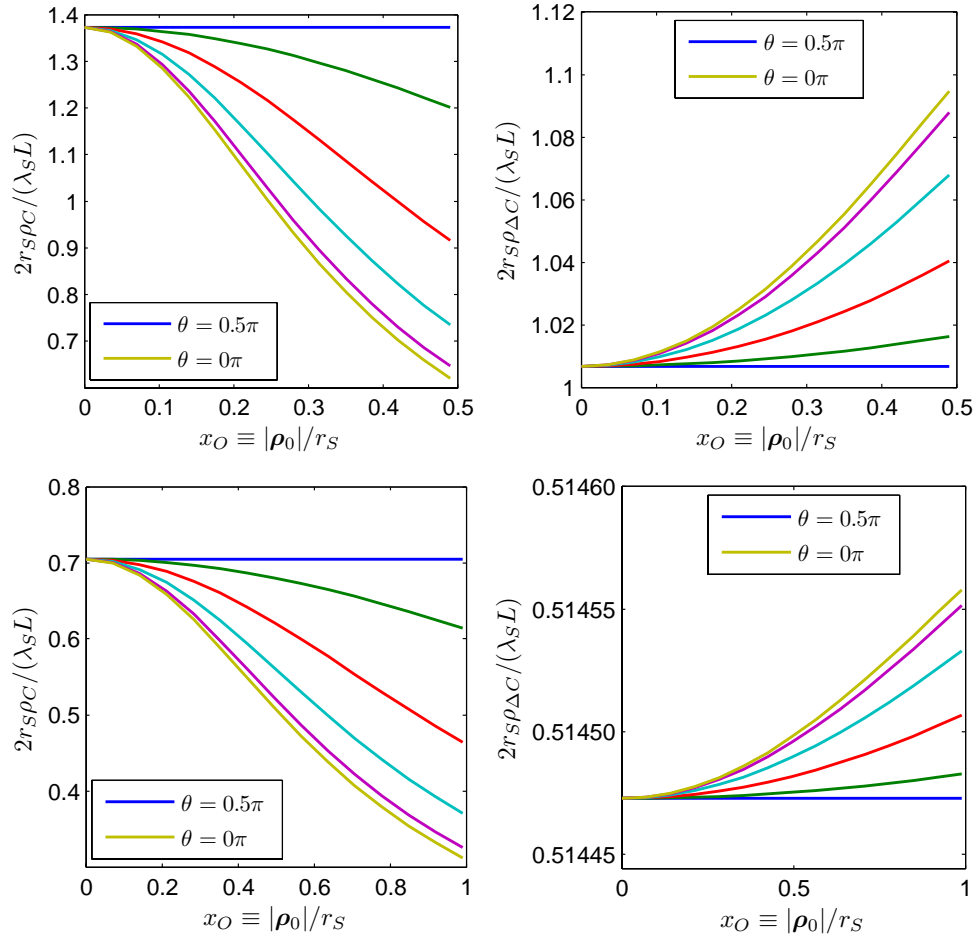 1.4
1.3
1.2
1.1
1
0.9
0.8
0.7
2r_Sρ_C/(λ_SL)
θ = 0.5π
θ = 0π
0 0.1 0.2 0.3 0.4 0.5
x_O ≡ |ρ_0|/r_S
1.12
1.10
1.08
1.06
1.04
1.02
1
2r_Sρ_ΔC/(λ_SL)
θ = 0.5π
θ = 0π
0 0.1 0.2 0.3 0.4 0.5
x_O ≡ |ρ_0|/r_S
0.8
0.7
0.6
0.5
0.4
2r_Sρ_C/(λ_SL)
θ = 0.5π
θ = 0π
0 0.2 0.4 0.6 0.8 1
x_O ≡ |ρ_0|/r_S
0.51460
0.51455
0.51450
0.51445
2r_Sρ_ΔC/(λ_SL)
θ = 0.5π
θ = 0π
0 0.5 1
x_O ≡ |ρ_0|/r_S